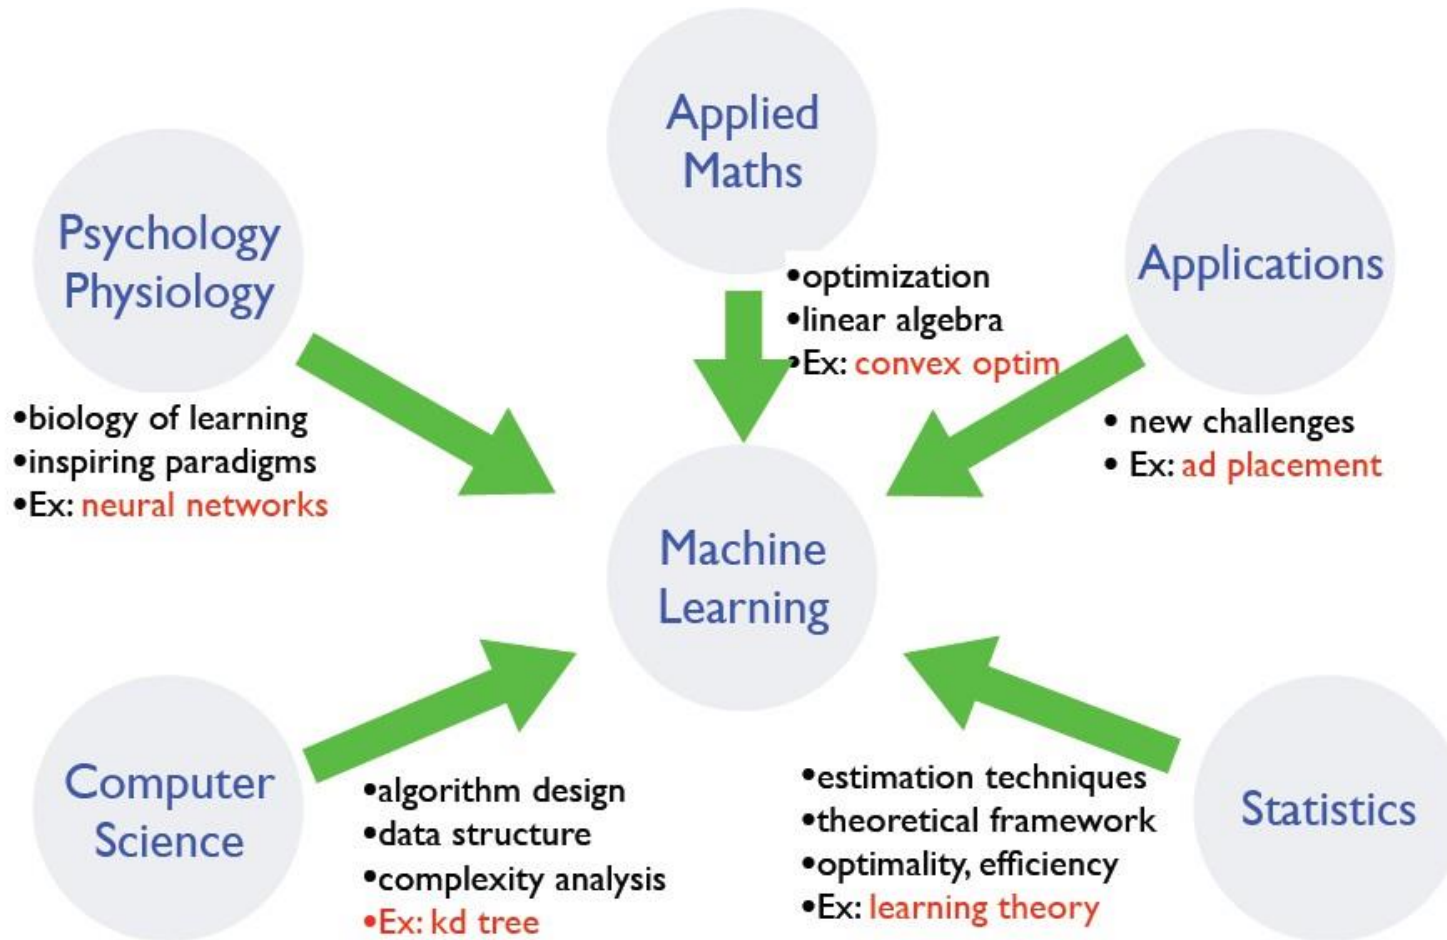 Applied
Maths
Psychology
Physiology
Applications
•optimization
•linear algebra
•Ex: convex optim
•biology of learning
•inspiring paradigms
•Ex: neural networks
• new challenges
• Ex: ad placement
Machine
Learning
Computer
Science
•algorithm design
•data structure
•complexity analysis
•Ex: kd tree
•estimation techniques
•theoretical framework
•optimality, efficiency
•Ex: learning theory
Statistics